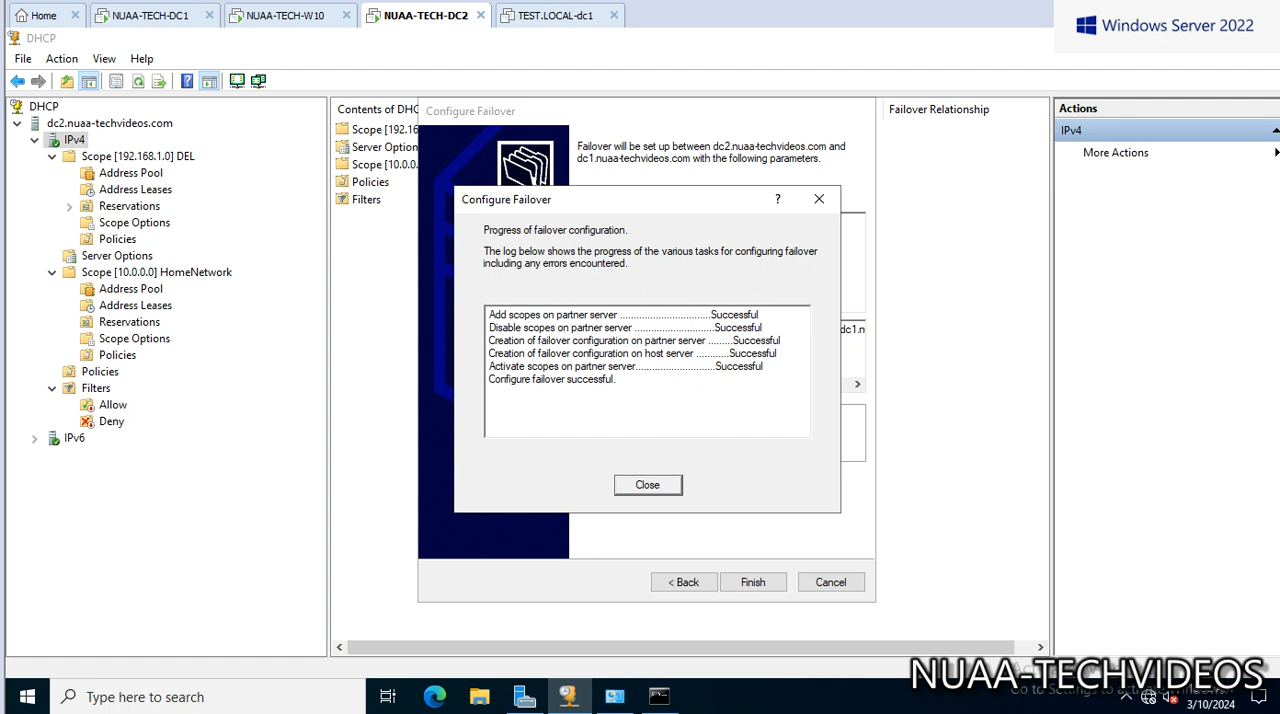 Home
NUAA-TECH-DC1
NUAA-TECH-W10
NUAA-TECH-DC2
TEST.LOCAL-dc1
Windows Server 2022
DHCP
File Action View Help
DHCP
dc2.nuaa-techvideos.com
IPv4
Scope [192.168.1.0] DEL
Address Pool
Address Leases
Reservations
Scope Options
Policies
Server Options
Scope [10.0.0.0] HomeNetwork
Address Pool
Address Leases
Reservations
Scope Options
Policies
Policies
Filters
Allow
Deny
IPv6
Contents of DHC
Scope [192.16
Server Option
Scope [10.0.0.
Policies
Filters
Configure Failover
Failover will be set up between dc2.nuaa-techvideos.com and
dc1.nuaa-techvideos.com with the following parameters.
dc1.n
Configure Failover
?
Progress of failover configuration.
The log below shows the progress of the various tasks for configuring failover
including any errors encountered.
Add scopes on partner server ..................................Successful
Disable scopes on partner server ..............................Successful
Creation of failover configuration on partner server .........Successful
Creation of failover configuration on host server ............Successful
Activate scopes on partner server..............................Successful
Configure failover successful.
Close
< Back
Finish
Cancel
Failover Relationship
Actions
IPv4
More Actions
NUAA-TECHVIDEOS
Go to Settings to activate Windows.
Type here to search
3/10/2024